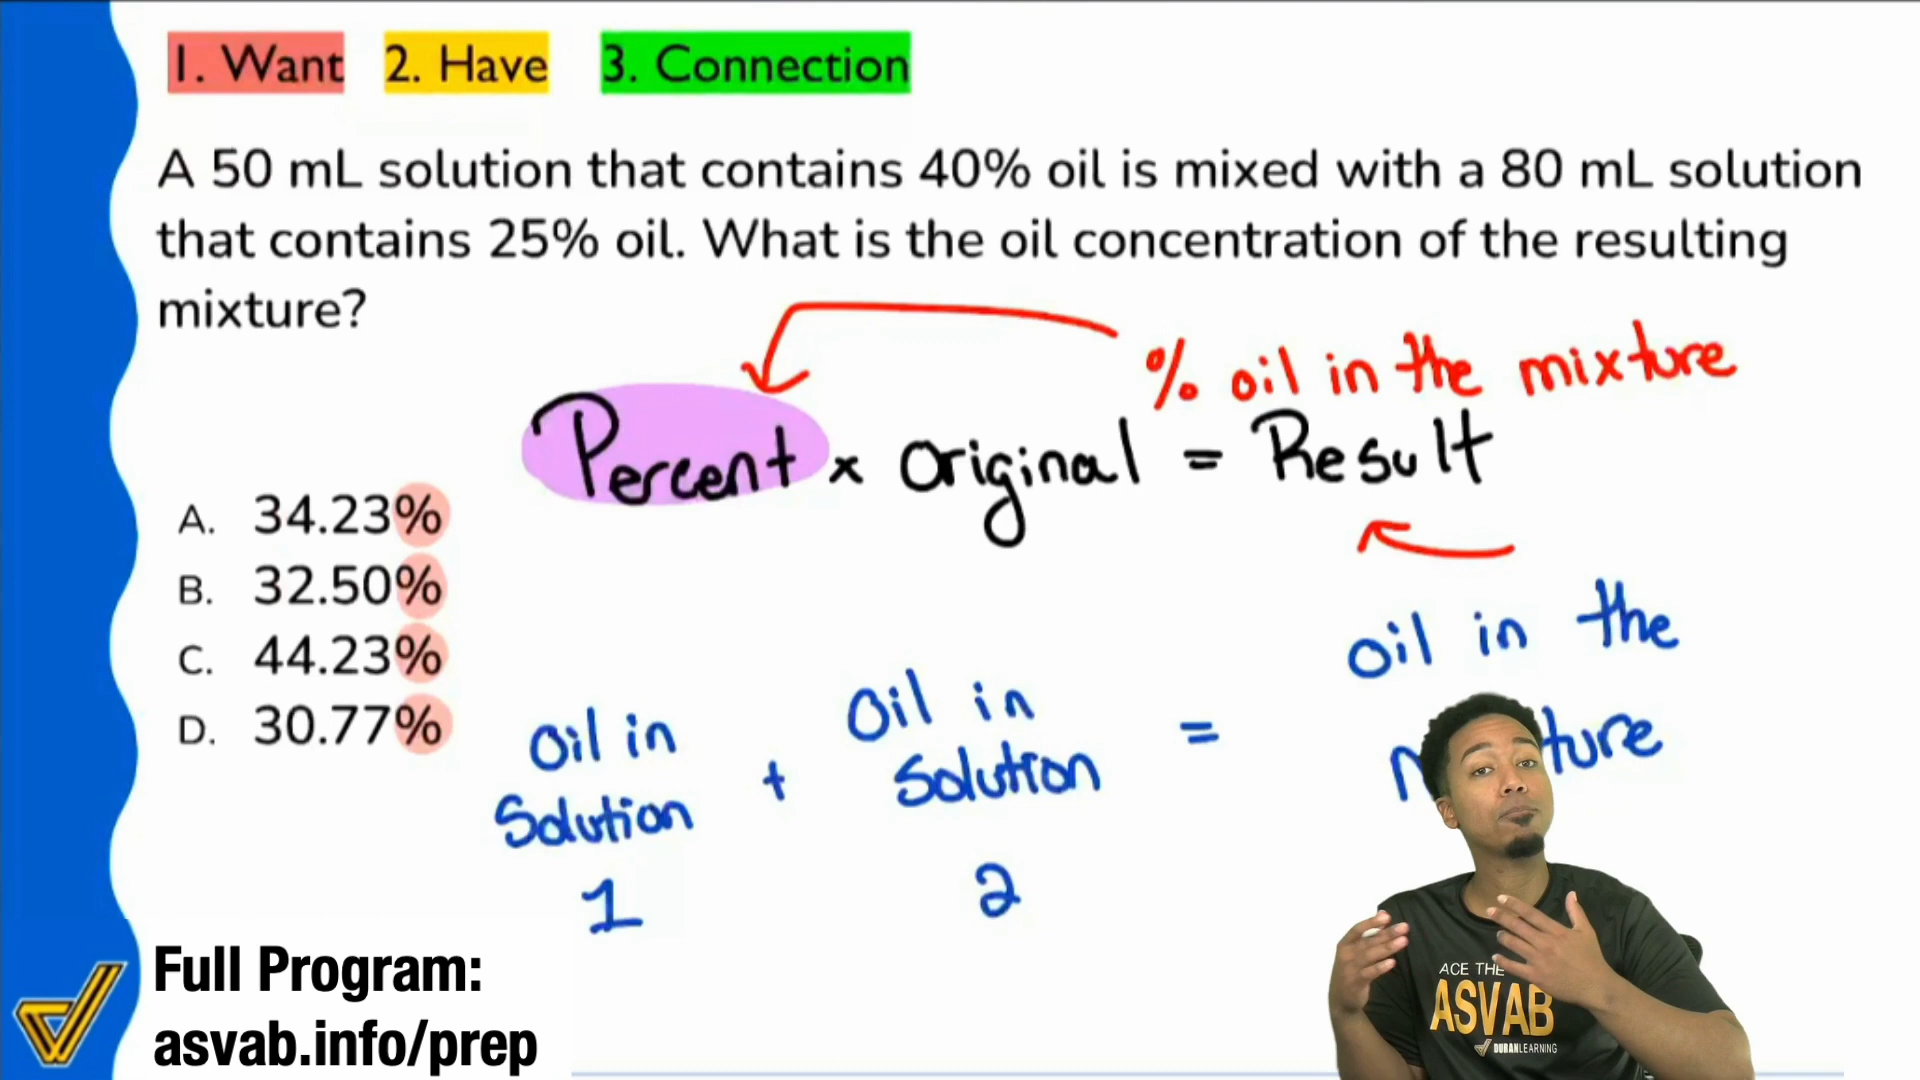 1. Want 2. Have 3. Connection
A 50 mL solution that contains 40% oil is mixed with a 80 mL solution
that contains 25% oil. What is the oil concentration of the resulting
mixture?
% oil in the mixture
Percent x Original = Result
A. 34.23%
B. 32.50%
C. 44.23%
D. 30.77%
Oil in Solution 1 + Oil in Solution 2 = oil in the
Full Program:
asvab.info/prep
ACE THE
ASVAB
DURAN LEARNING